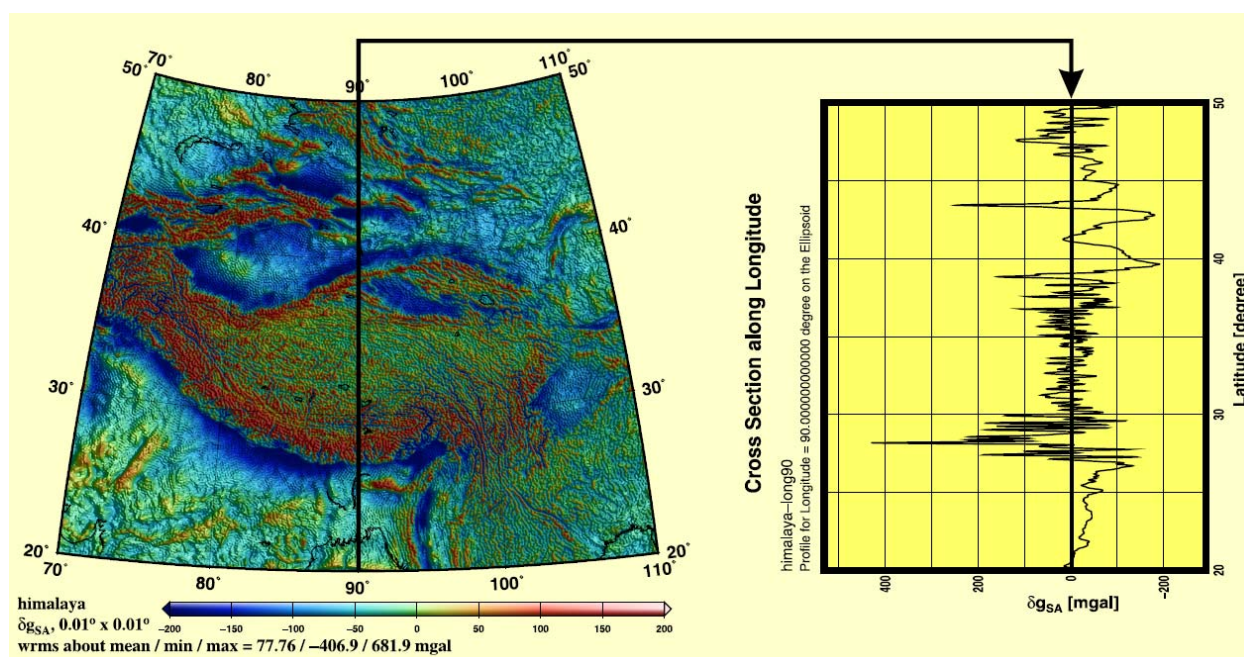 70° 110°
50° 80° 90° 100° 50°
40° 40°
30° 30°
20° 20°
70° 80° 90° 100° 110°
himalaya
δgSA, 0.01° x 0.01°
−200 −150 −100 −50 0 50 100 150 200
wrms about mean / min / max = 77.76 / −406.9 / 681.9 mgal
Cross Section along Longitude
himalaya−long90
Profile for Longitude = 90.0000000000000 degree on the Ellipsoid
400 200 0 −200
δgSA [mgal]
20 30 40 50
Latitude [degree]